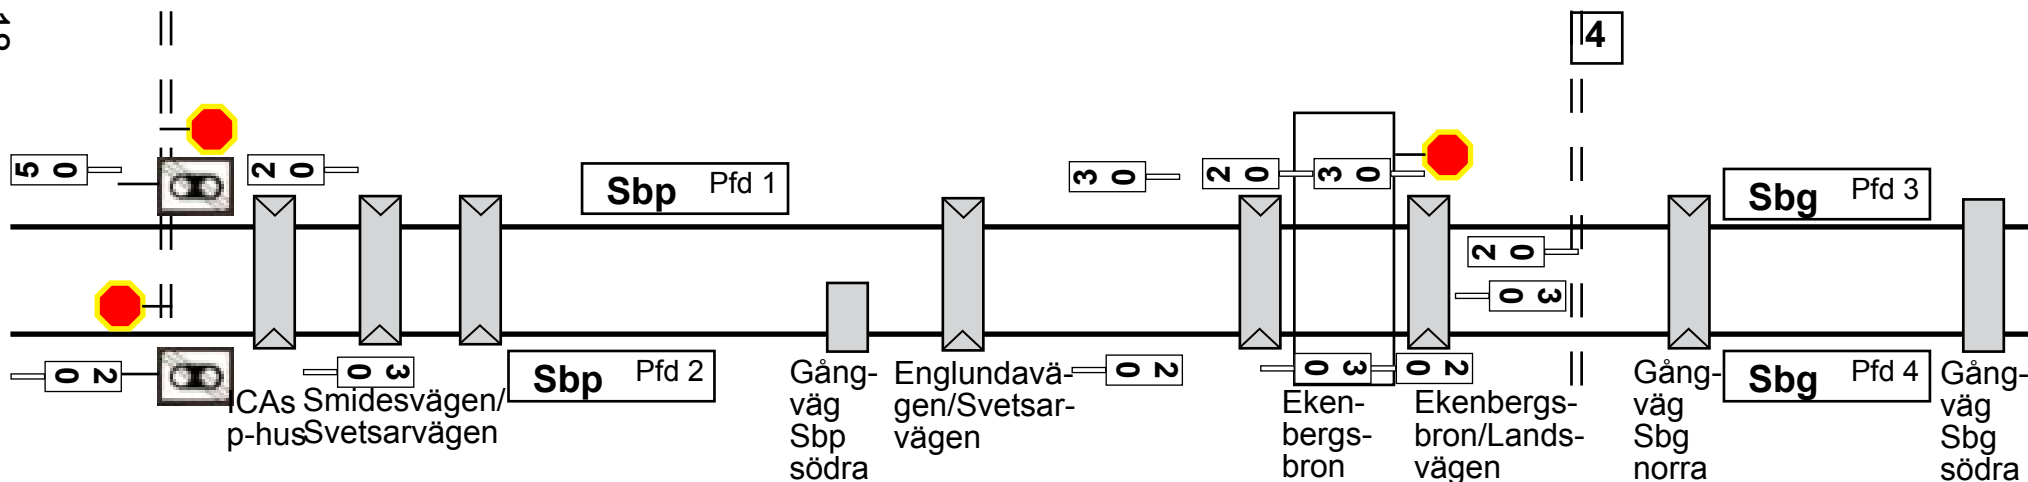 4
50
20
30
20
30
Sbp Pfd 1
Sbg Pfd 3
20
03
02
03
Sbp Pfd 2
02
03
02
Sbg Pfd 4
ICAs
p-hus
Smidesvägen/
Svetsarvägen
Gång-
väg
Sbp
södra
Englundavä-
gen/Svetsar-
vägen
Eken-
bergs-
bron
Ekenbergs-
bron/Lands-
vägen
Gång-
väg
Sbg
norra
Gång-
väg
Sbg
södra